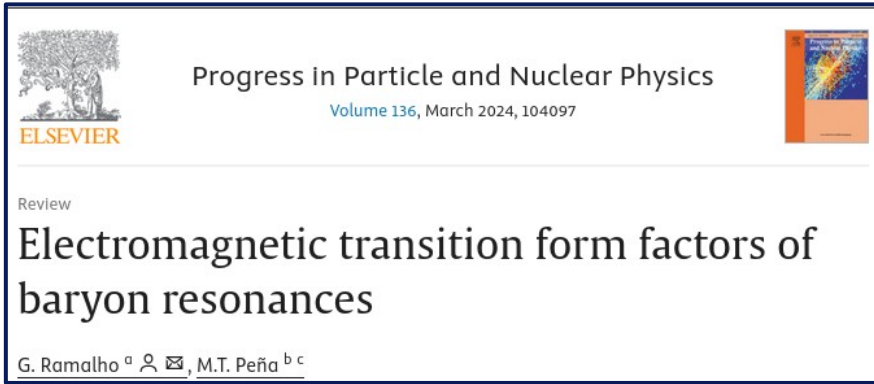 Progress in Particle and Nuclear Physics
Volume 136, March 2024, 104097
ELSEVIER
Review
Electromagnetic transition form factors of
baryon resonances
G. Ramalho a, M.T. Peña b c